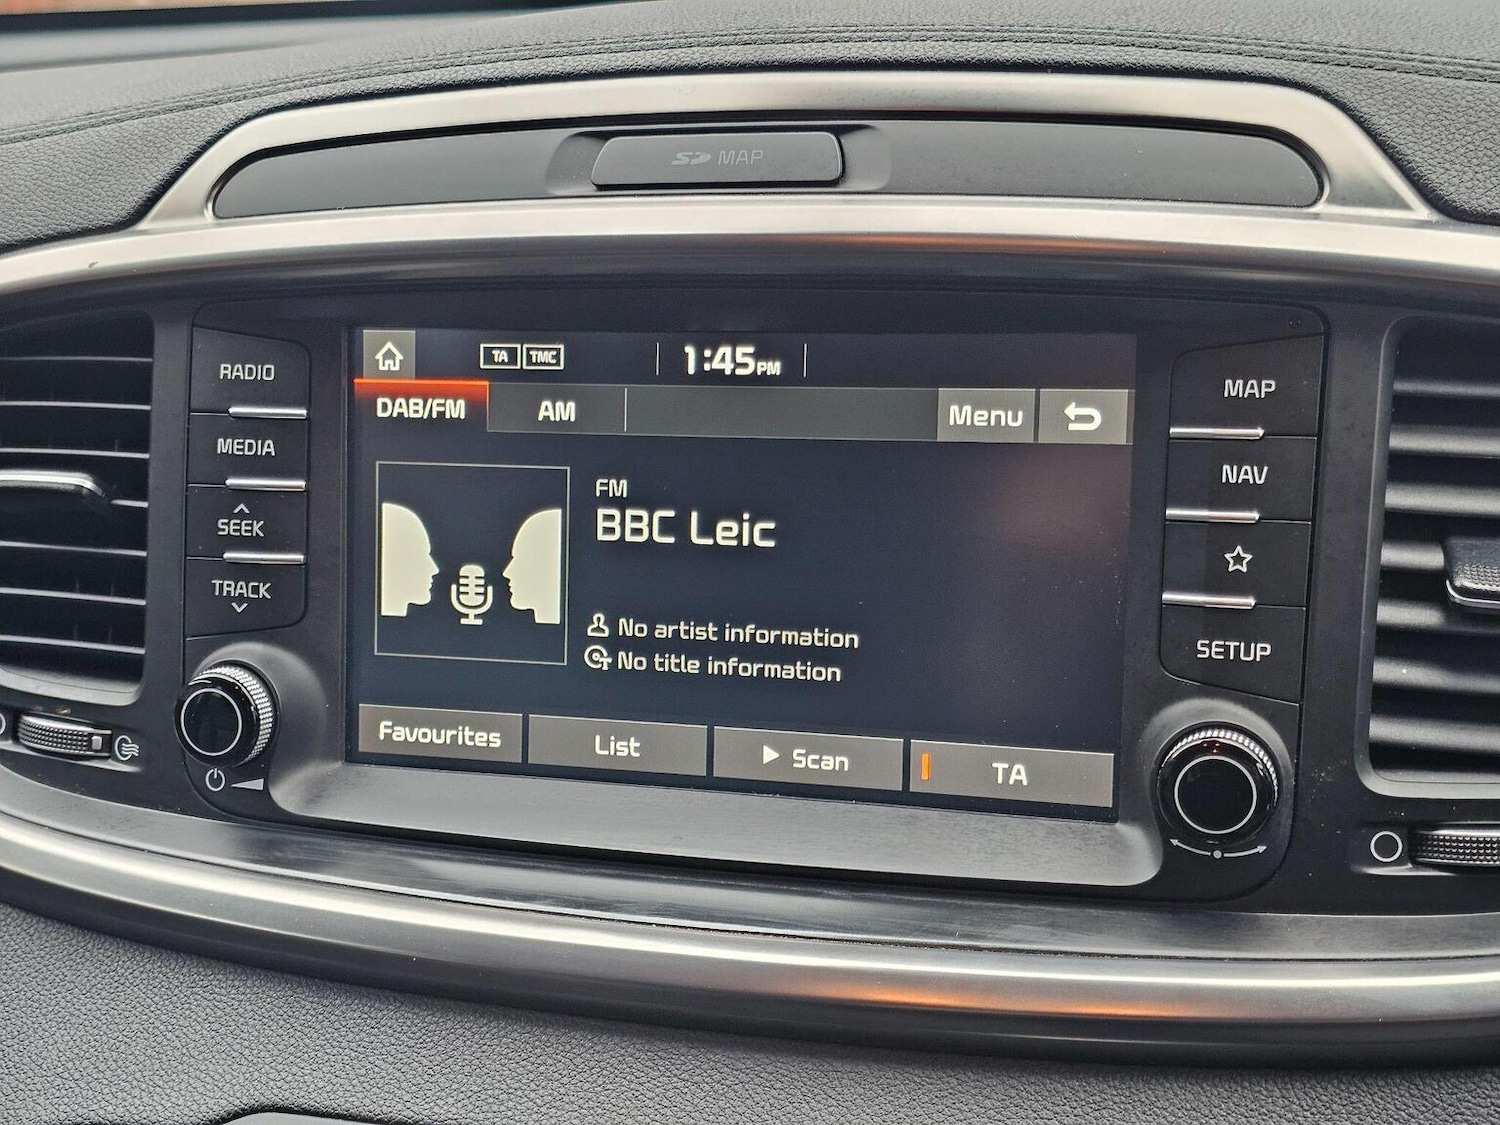 SD MAP
TA TMC 1:45PM
DAB/FM AM Menu
FM
BBC Leic
No artist information
No title information
Favourites List Scan TA
RADIO
MEDIA
SEEK
TRACK
MAP
NAV
SETUP